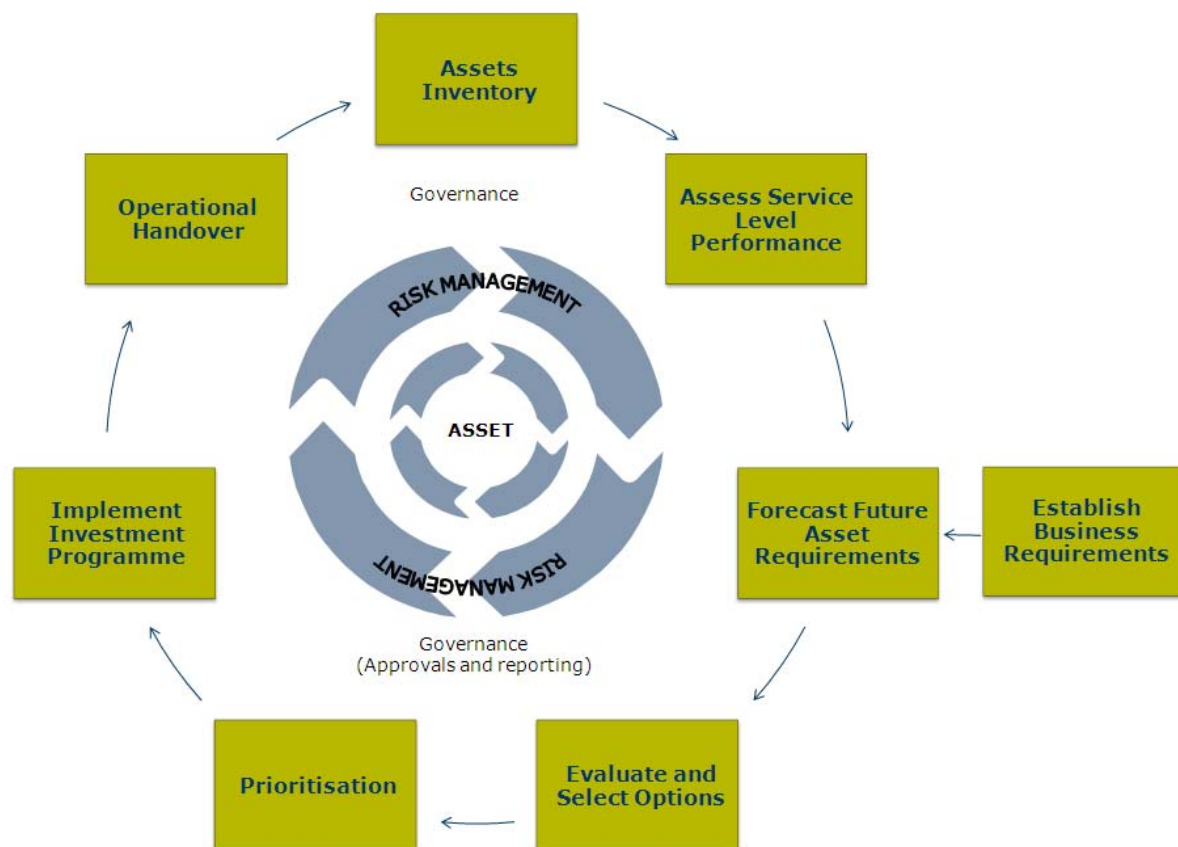 Assets
Inventory
Operational
Handover
Governance
Assess Service
Level
Performance
RISK MANAGEMENT
ASSET
Implement
Investment
Programme
Forecast Future
Asset
Requirements
Establish
Business
Requirements
RISK MANAGEMENT
Governance
(Approvals and reporting)
Prioritisation
Evaluate and
Select Options